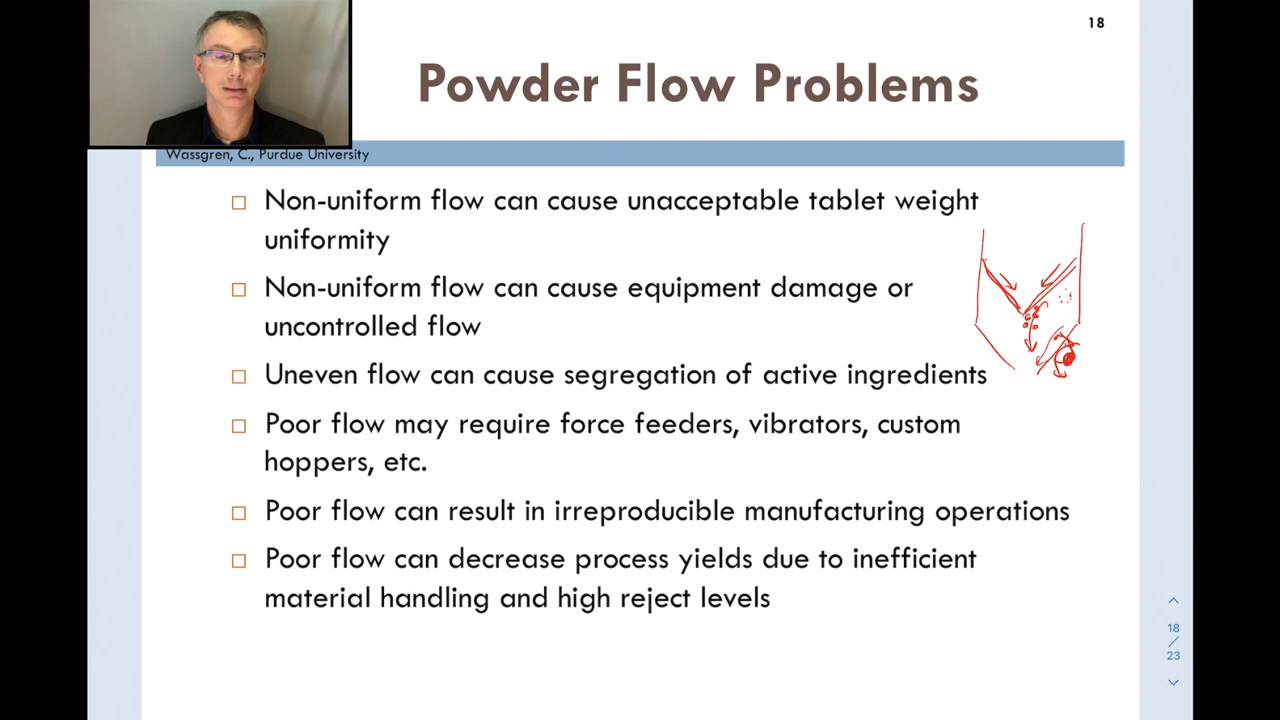 18
Powder Flow Problems
Wassgren, C., Purdue University
Non-uniform flow can cause unacceptable tablet weight
uniformity
Non-uniform flow can cause equipment damage or
uncontrolled flow
Uneven flow can cause segregation of active ingredients
Poor flow may require force feeders, vibrators, custom
hoppers, etc.
Poor flow can result in irreproducible manufacturing operations
Poor flow can decrease process yields due to inefficient
material handling and high reject levels
18
/
23